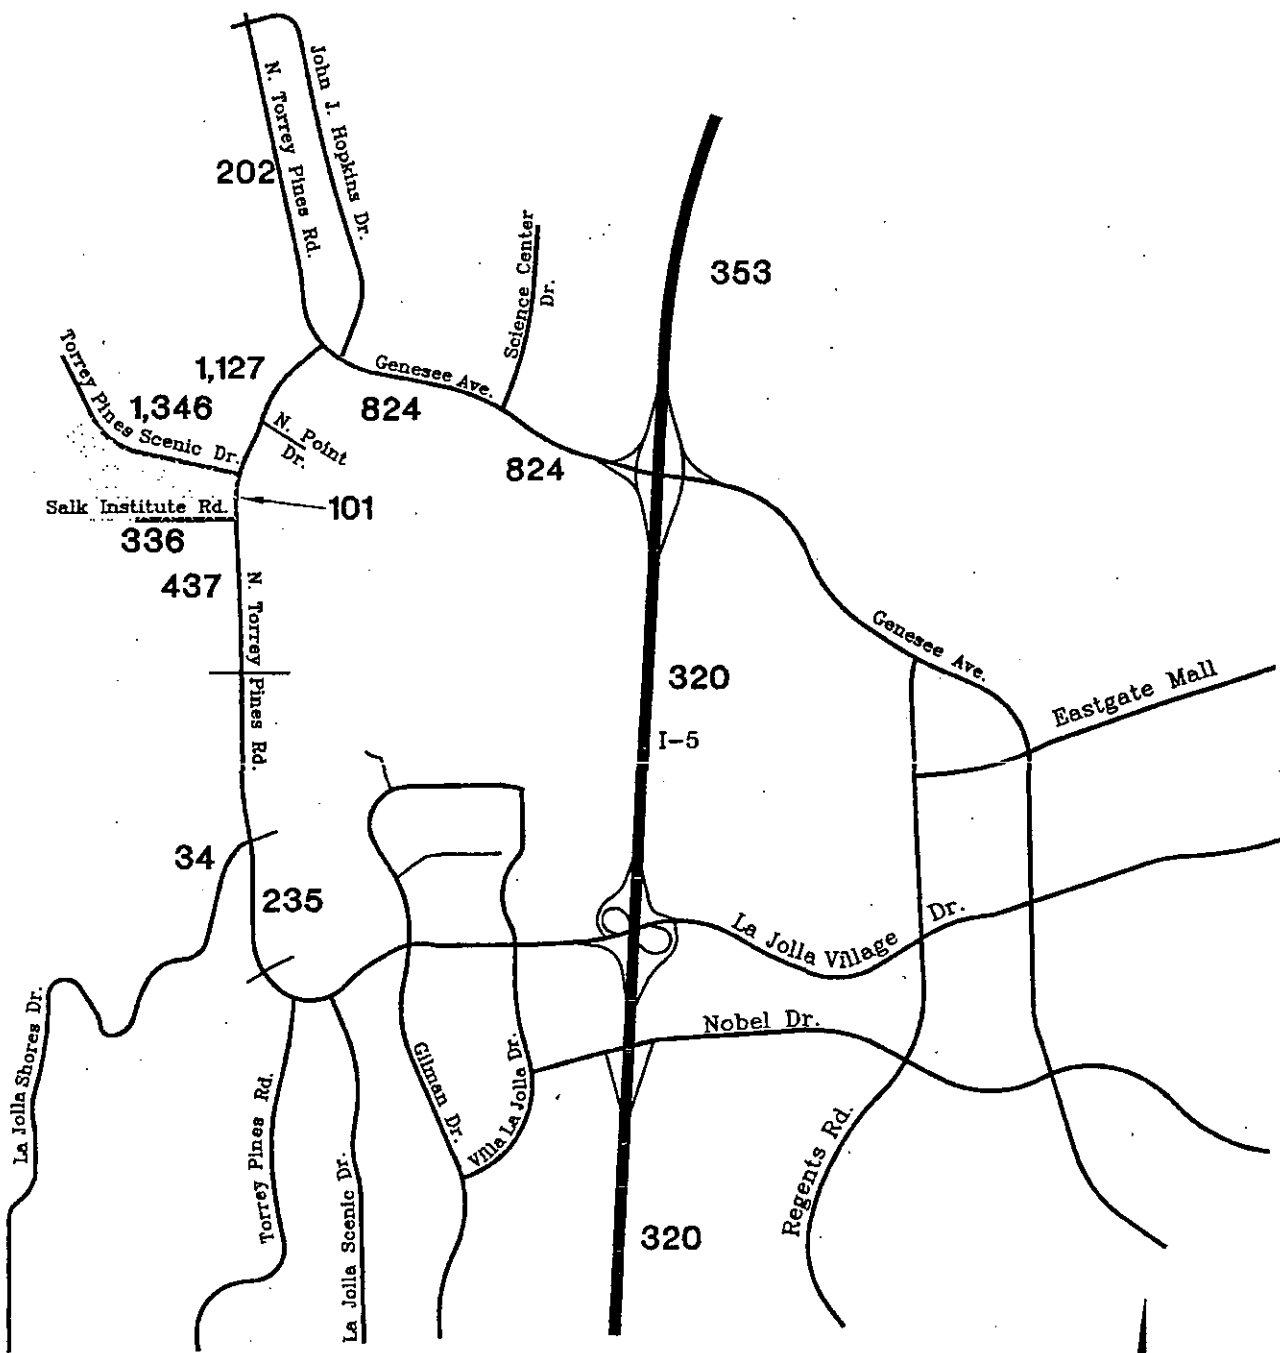 John J. Hopkins Dr.
N. Torrey Pines Rd.
202
353
Science Center
Dr.
Torrey Pines Scenic Dr.
1,127
1,346
Genesee Ave.
824
N. Point
Dr.
824
Salk Institute Rd.
101
336
437
N. Torrey Pines Rd.
Genesee Ave.
320
Eastgate Mall
I-5
34
235
La Jolla Village Dr.
La Jolla Shores Dr.
Nobel Dr.
Gilman Dr.
Villa La Jolla Dr.
Torrey Pines Rd.
La Jolla Scenic Dr.
Regents Rd.
320